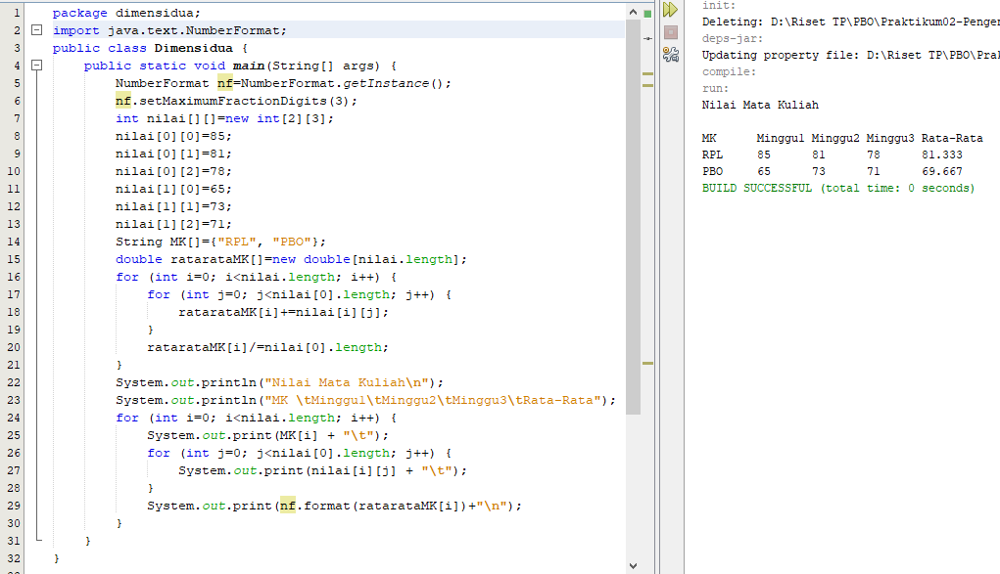 1 package dimensidua;
2 import java.text.NumberFormat;
3 public class Dimensidua {
4 public static void main(String[] args) {
5 NumberFormat nf=NumberFormat.getInstance();
6 nf.setMaximumFractionDigits(3);
7 int nilai[][]=new int[2][3];
8 nilai[0][0]=85;
9 nilai[0][1]=81;
10 nilai[0][2]=78;
11 nilai[1][0]=65;
12 nilai[1][1]=73;
13 nilai[1][2]=71;
14 String MK[]={"RPL", "PBO"};
15 double ratarataMK[]=new double[nilai.length];
16 for (int i=0; i<nilai.length; i++) {
17 for (int j=0; j<nilai[0].length; j++) {
18 ratarataMK[i]+=nilai[i][j];
19 }
20 ratarataMK[i]/=nilai[0].length;
21 }
22 System.out.println("Nilai Mata Kuliah\n");
23 System.out.println("MK \tMinggu1\tMinggu2\tMinggu3\tRata-Rata");
24 for (int i=0; i<nilai.length; i++) {
25 System.out.print(MK[i] + "\t");
26 for (int j=0; j<nilai[0].length; j++) {
27 System.out.print(nilai[i][j] + "\t");
28 }
29 System.out.print(nf.format(ratarataMK[i])+"\n");
30 }
31 }
32 }
init:
Deleting: D:\Riset TP\PBO\Praktikum02-Penger
deps-jar:
Updating property file: D:\Riset TP\PBO\Prak
compile:
run:
Nilai Mata Kuliah
MK Minggu1 Minggu2 Minggu3 Rata-Rata
RPL 85 81 78 81.333
PBO 65 73 71 69.667
BUILD SUCCESSFUL (total time: 0 seconds)